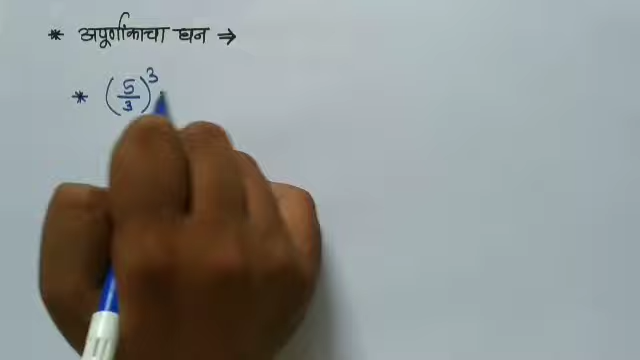 * अपूर्णांकाचा घन ⇒
* (5/3)³